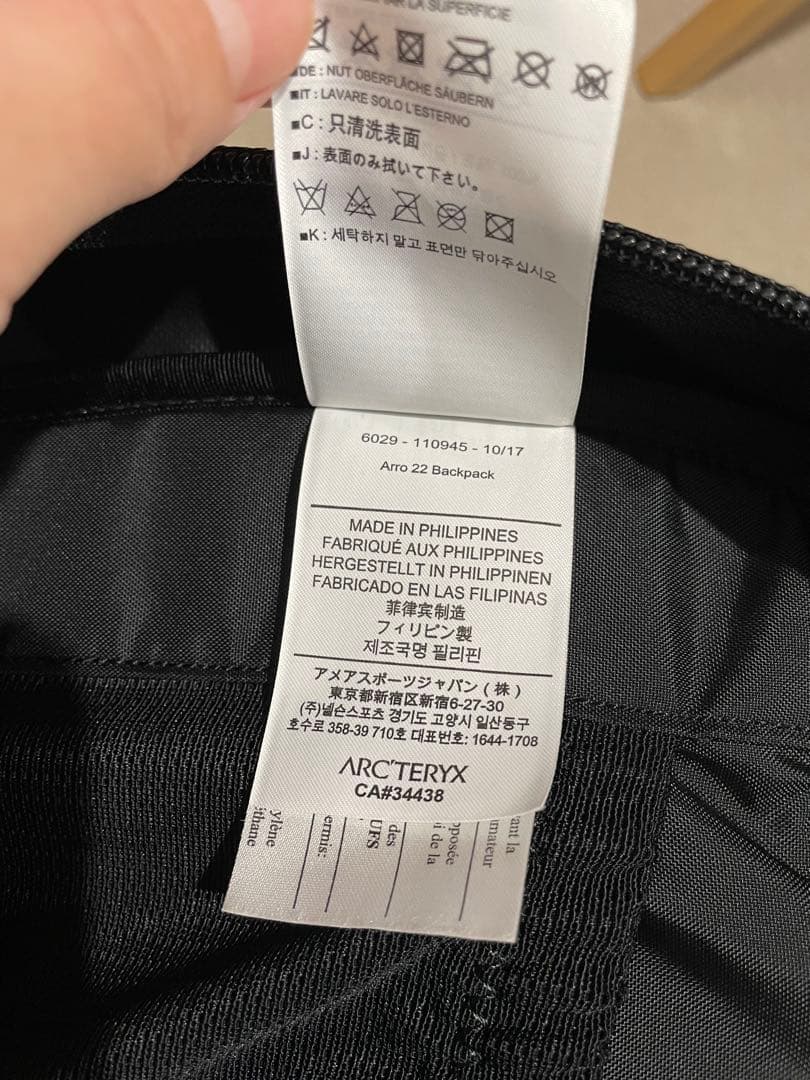 PAR LA SUPERFICIE
■DE : NUT OBERFLÄCHE SÄUBERN
■IT : LAVARE SOLO L'ESTERNO
■C : 只清洗表面
■J : 表面のみ拭いて下さい。
■K : 세탁하지 말고 표면만 닦아주십시오
6029 - 110945 - 10/17
Arro 22 Backpack
MADE IN PHILIPPINES
FABRIQUÉ AUX PHILIPPINES
HERGESTELLT IN PHILIPPINEN
FABRICADO EN LAS FILIPINAS
菲律宾制造
フィリピン製
제조국명 필리핀
アメアスポーツジャパン ( 株 )
東京都新宿区新宿6-27-30
(주)넬슨스포츠 경기도 고양시 일산동구
호수로 358-39 710호 대표번호: 1644-1708
ARC'TERYX
CA#34438
des
UFS
de la